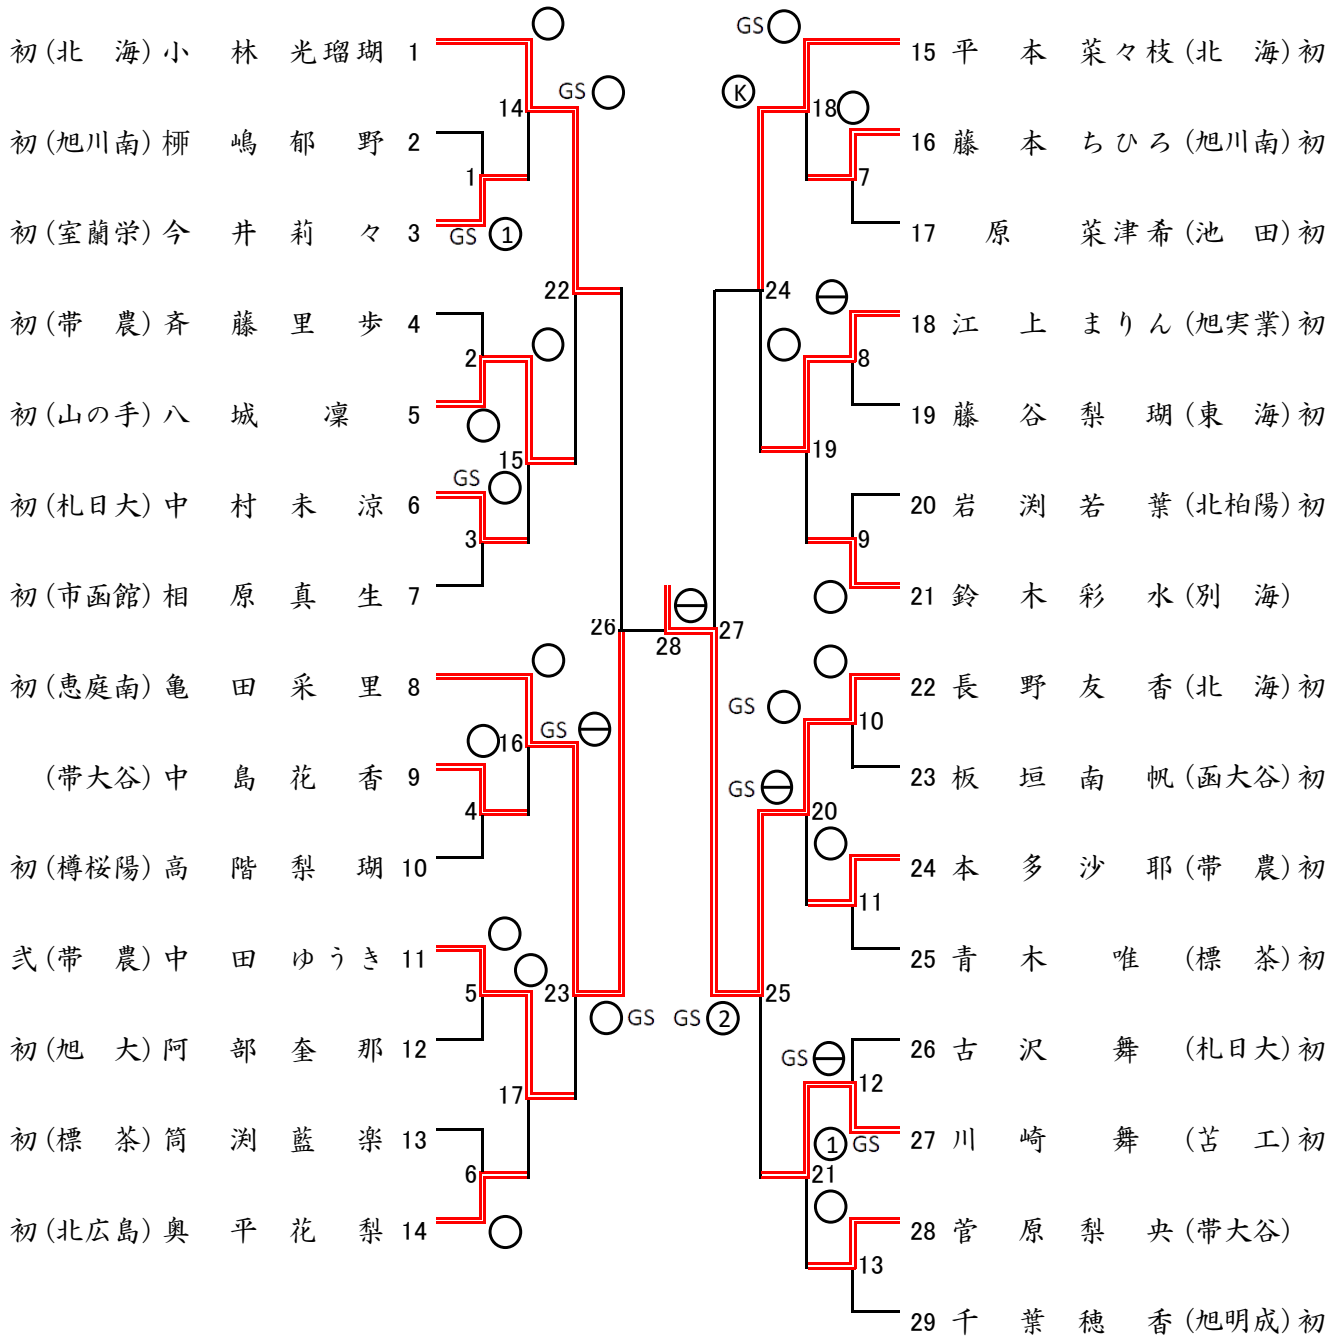 初(北　海)小　林　光瑠瑚 1
14
GS
初(旭川南)栁　嶋　郁　野 2
1
初(室蘭栄)今　井　莉　々 3
GS ①
22
初(帯　農)斉　藤　里　歩 4
2
初(山の手)八　城　　凜 5
15
GS
初(札日大)中　村　未　涼 6
3
初(市函館)相　原　真　生 7
26
28
初(恵庭南)亀　田　采　里 8
16
GS
(帯大谷)中　島　花　香 9
4
初(樽桜陽)高　階　梨　瑚 10
弐(帯　農)中　田　ゆうき 11
5
23
GS
初(旭　大)阿　部　奎　那 12
17
初(標　茶)筒　渕　藍　楽 13
6
初(北広島)奥　平　花　梨 14
GS
15 平　本　菜々枝(北　海)初
K
18
16 藤　本　ちひろ(旭川南)初
7
17 原　菜津希(池　田)初
24
18 江　上　まりん(旭実業)初
8
19 藤　谷　梨　瑚(東　海)初
19
20 岩　渕　若　葉(北柏陽)初
9
21 鈴　木　彩　水(別　海)
27
22 長　野　友　香(北　海)初
GS
10
23 板　垣　南　帆(函大谷)初
GS
20
24 本　多　沙　耶(帯　農)初
11
25 青　木　唯(標　茶)初
25
GS ②
26 古　沢　舞(札日大)初
GS
12
27 川　崎　舞(苫　工)初
① GS
21
28 菅　原　梨　央(帯大谷)
13
29 千　葉　穂　香(旭明成)初